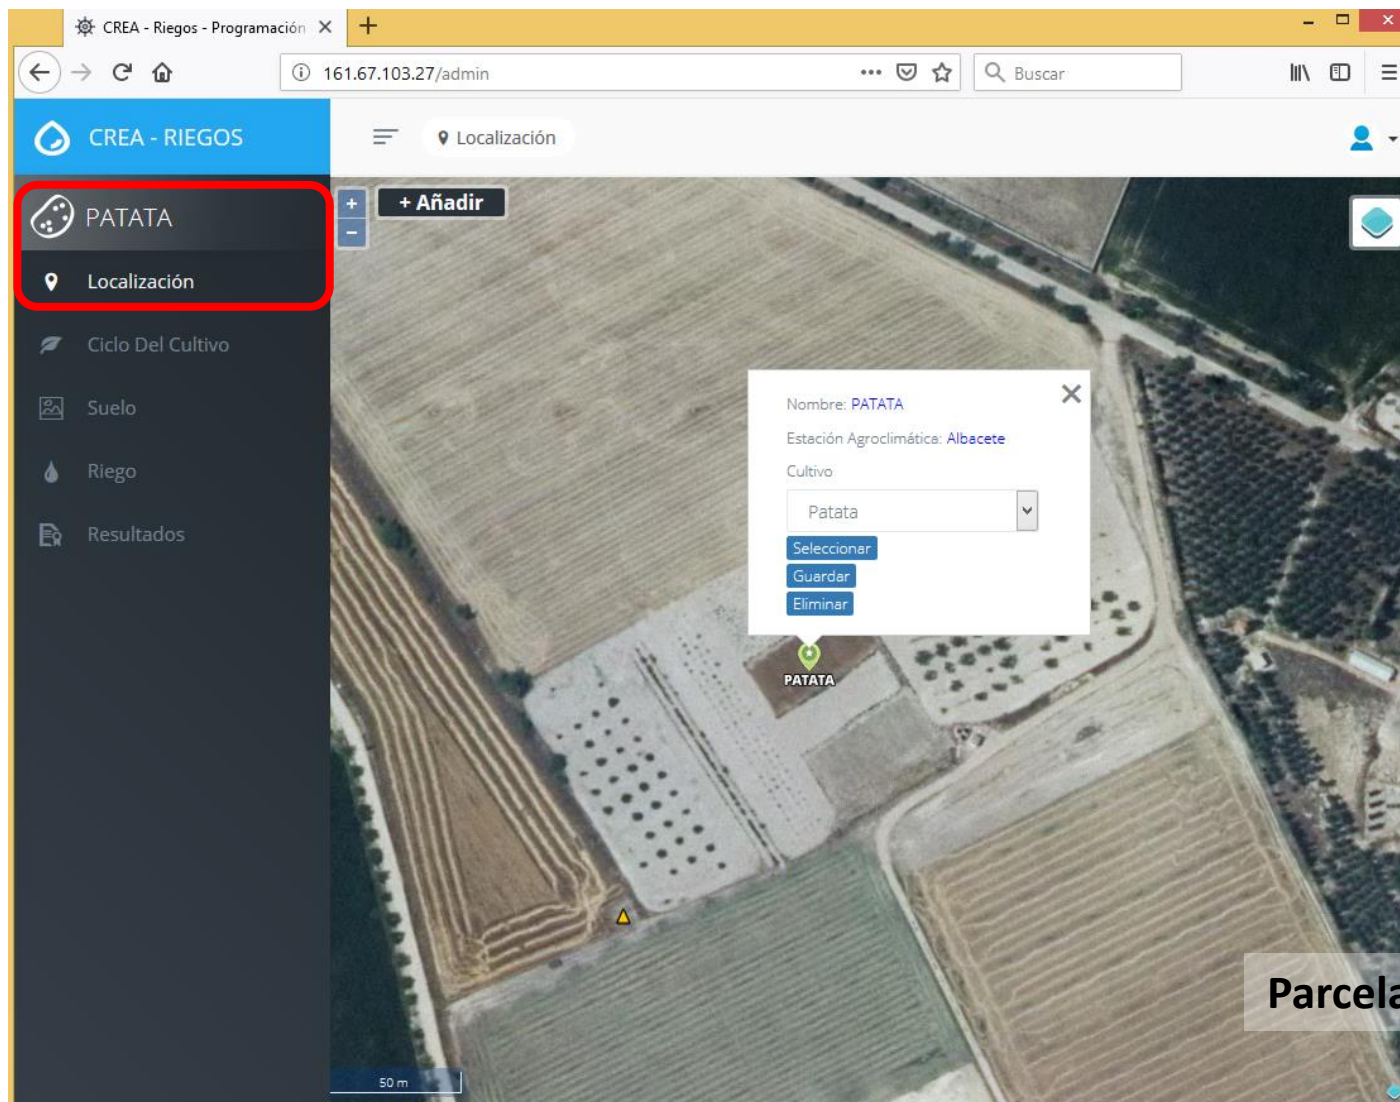 CREA - Riegos - Programación
161.67.103.27/admin
Buscar
CREA - RIEGOS
Localización
PATATA
+ Añadir
Localización
Ciclo Del Cultivo
Suelo
Riego
Resultados
Nombre: PATATA
Estación Agroclimática: Albacete
Cultivo
Patata
Seleccionar
Guardar
Eliminar
PATATA
Parcela
50 m